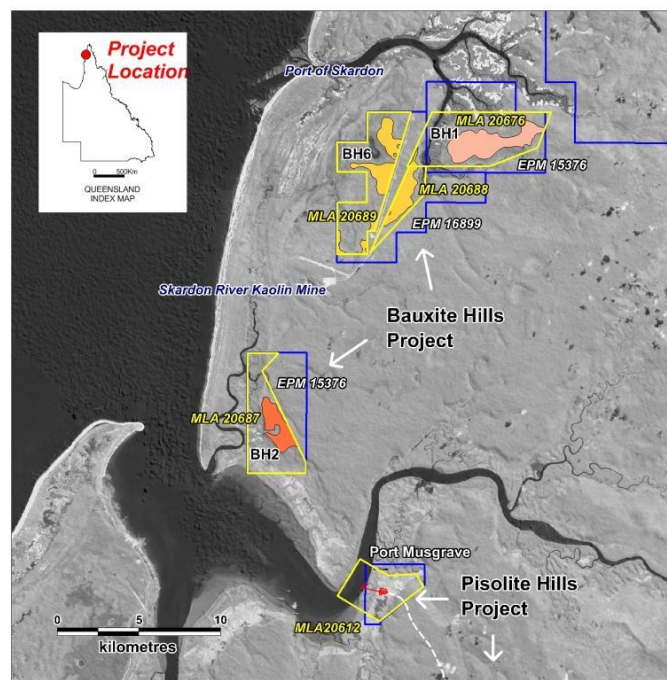 Project
Location
0 500Km
QUEENSLAND
INDEX MAP
Port of Skardon
MLA 20676
BH1
BH6
EPM 15376
MLA 20688
MLA 20689
EPM 16899
Skardon River Kaolin Mine
Bauxite Hills
Project
EPM 15376
MLA 20687
BH2
Port Musgrave
Pisolite Hills
Project
MLA20612
0 5 10
kilometres